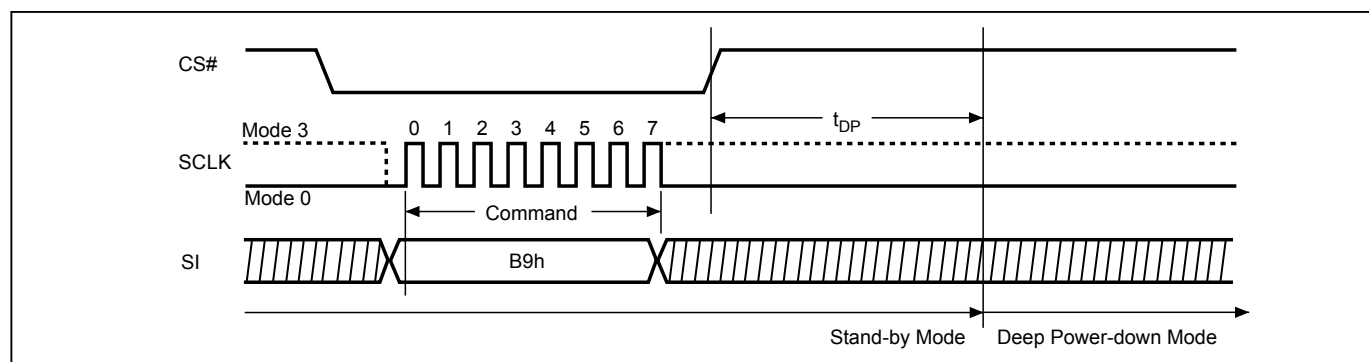 CS#
t_DP
Mode 3
0 1 2 3 4 5 6 7
SCLK
Mode 0
Command
SI
B9h
Stand-by Mode
Deep Power-down Mode